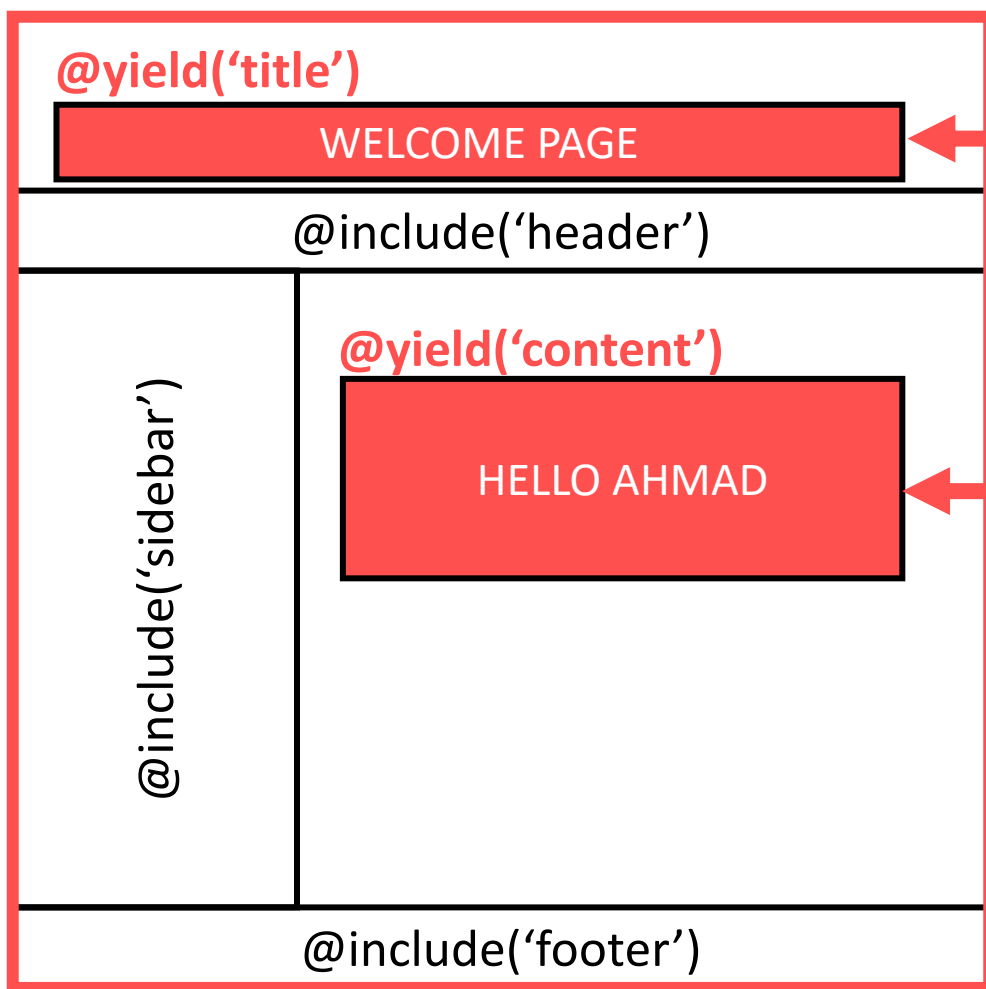 @yield(‘title’)
WELCOME PAGE
@include(‘header’)
@include(‘sidebar’)
@yield(‘content’)
HELLO AHMAD
@include(‘footer’)